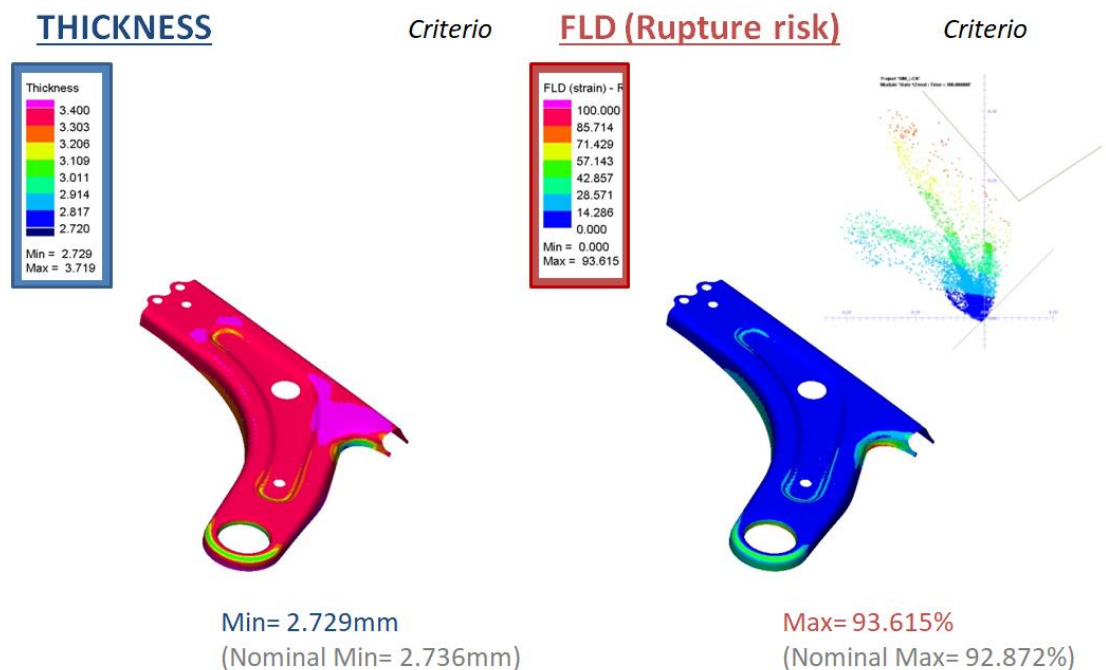 THICKNESS
Criterio
FLD (Rupture risk)
Criterio
Thickness
3.400
3.303
3.206
3.109
3.011
2.914
2.817
2.720
Min = 2.729
Max = 3.719
FLD (strain) - R
100.000
85.714
71.429
57.143
42.857
28.571
14.286
0.000
Min = 0.000
Max = 93.615
Min= 2.729mm
(Nominal Min= 2.736mm)
Max= 93.615%
(Nominal Max= 92.872%)